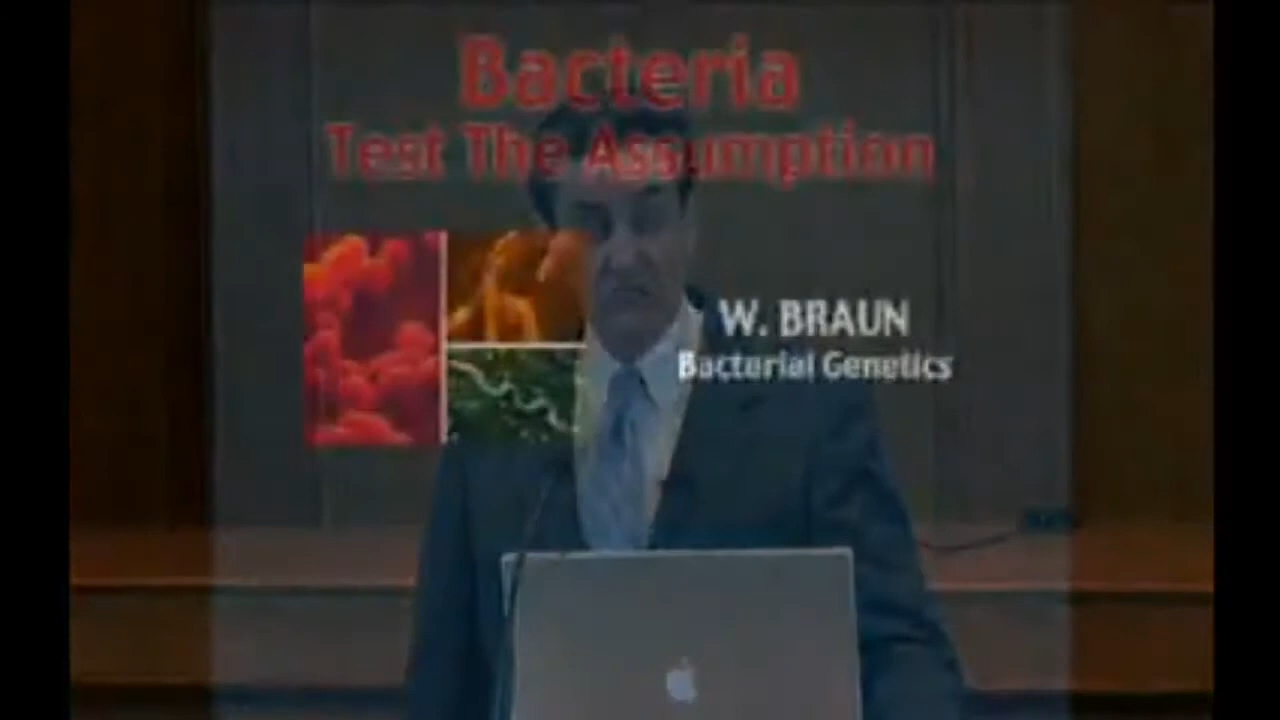 Bacteria
Test The Assumption
W. BRAUN
Bacterial Genetics